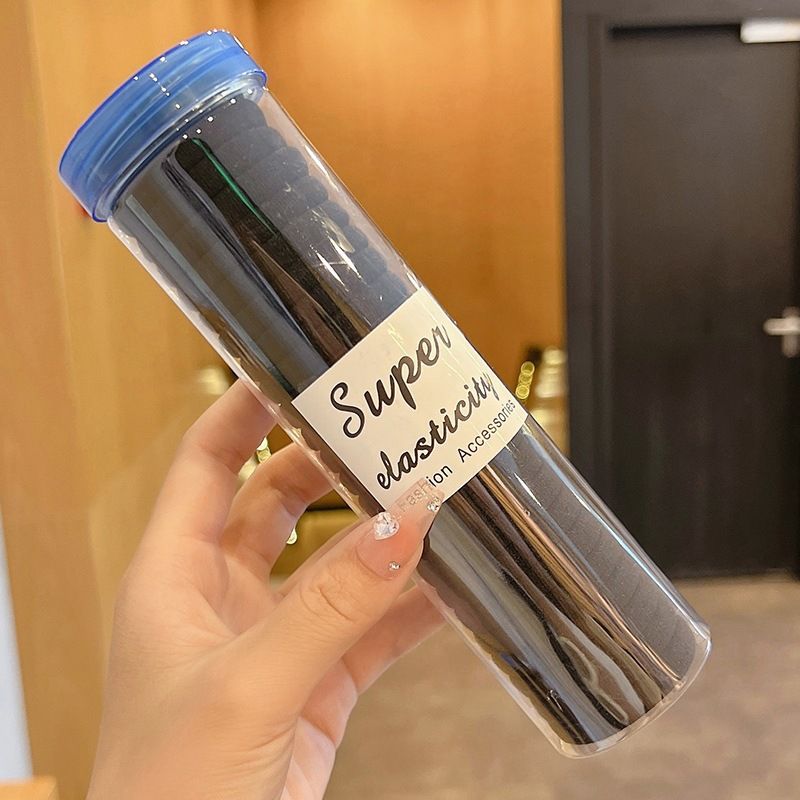 Super
elasticity
Fashion Accessories